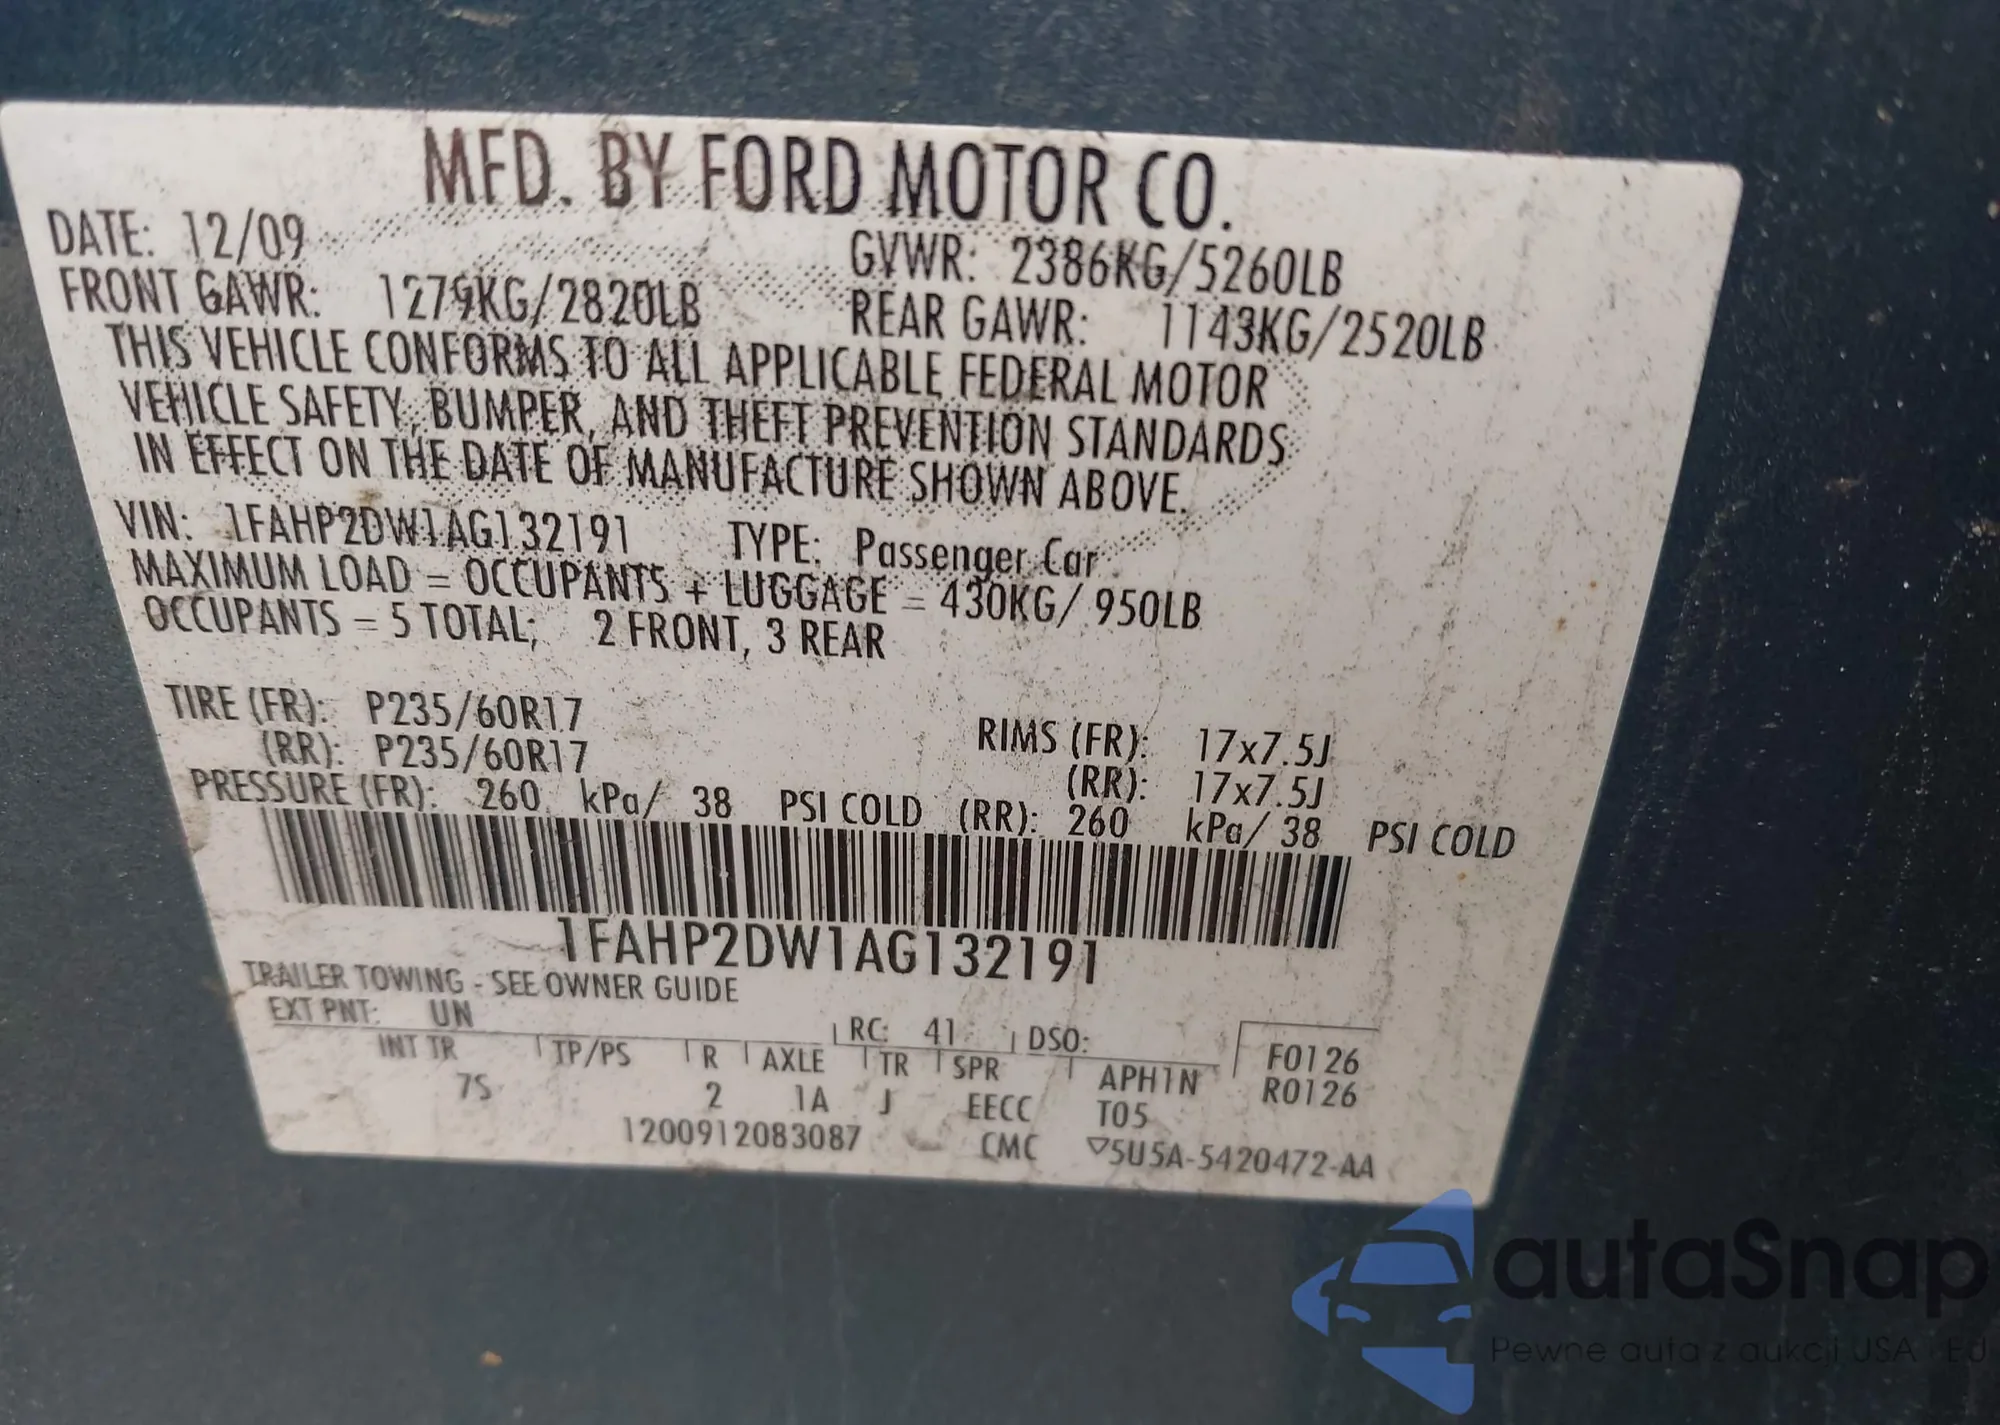 MFD. BY FORD MOTOR CO.
DATE: 12/09 GVWR: 2386KG/5260LB
FRONT GAWR: 1279KG/2820LB REAR GAWR: 1143KG/2520LB
THIS VEHICLE CONFORMS TO ALL APPLICABLE FEDERAL MOTOR
VEHICLE SAFETY, BUMPER, AND THEFT PREVENTION STANDARDS
IN EFFECT ON THE DATE OF MANUFACTURE SHOWN ABOVE.
VIN: 1FAHP2DW1AG132191 TYPE: Passenger Car
MAXIMUM LOAD = OCCUPANTS + LUGGAGE = 430KG/ 950LB
OCCUPANTS = 5 TOTAL; 2 FRONT, 3 REAR
TIRE (FR): P235/60R17 RIMS (FR): 17x7.5J
(RR): P235/60R17 (RR): 17x7.5J
PRESSURE (FR): 260 kPa/ 38 PSI COLD (RR): 260 kPa/ 38 PSI COLD
1FAHP2DW1AG132191
TRAILER TOWING - SEE OWNER GUIDE
EXT PNT: UN RC: 41 DSO: F0126
INT TR TP/PS R AXLE TR SPR APH1N R0126
7S 2 1A J EECC T05
1200912083087 CMC ▽5U5A-5420472-AA
autaSnap
Pewne auta z aukcji USA i EU